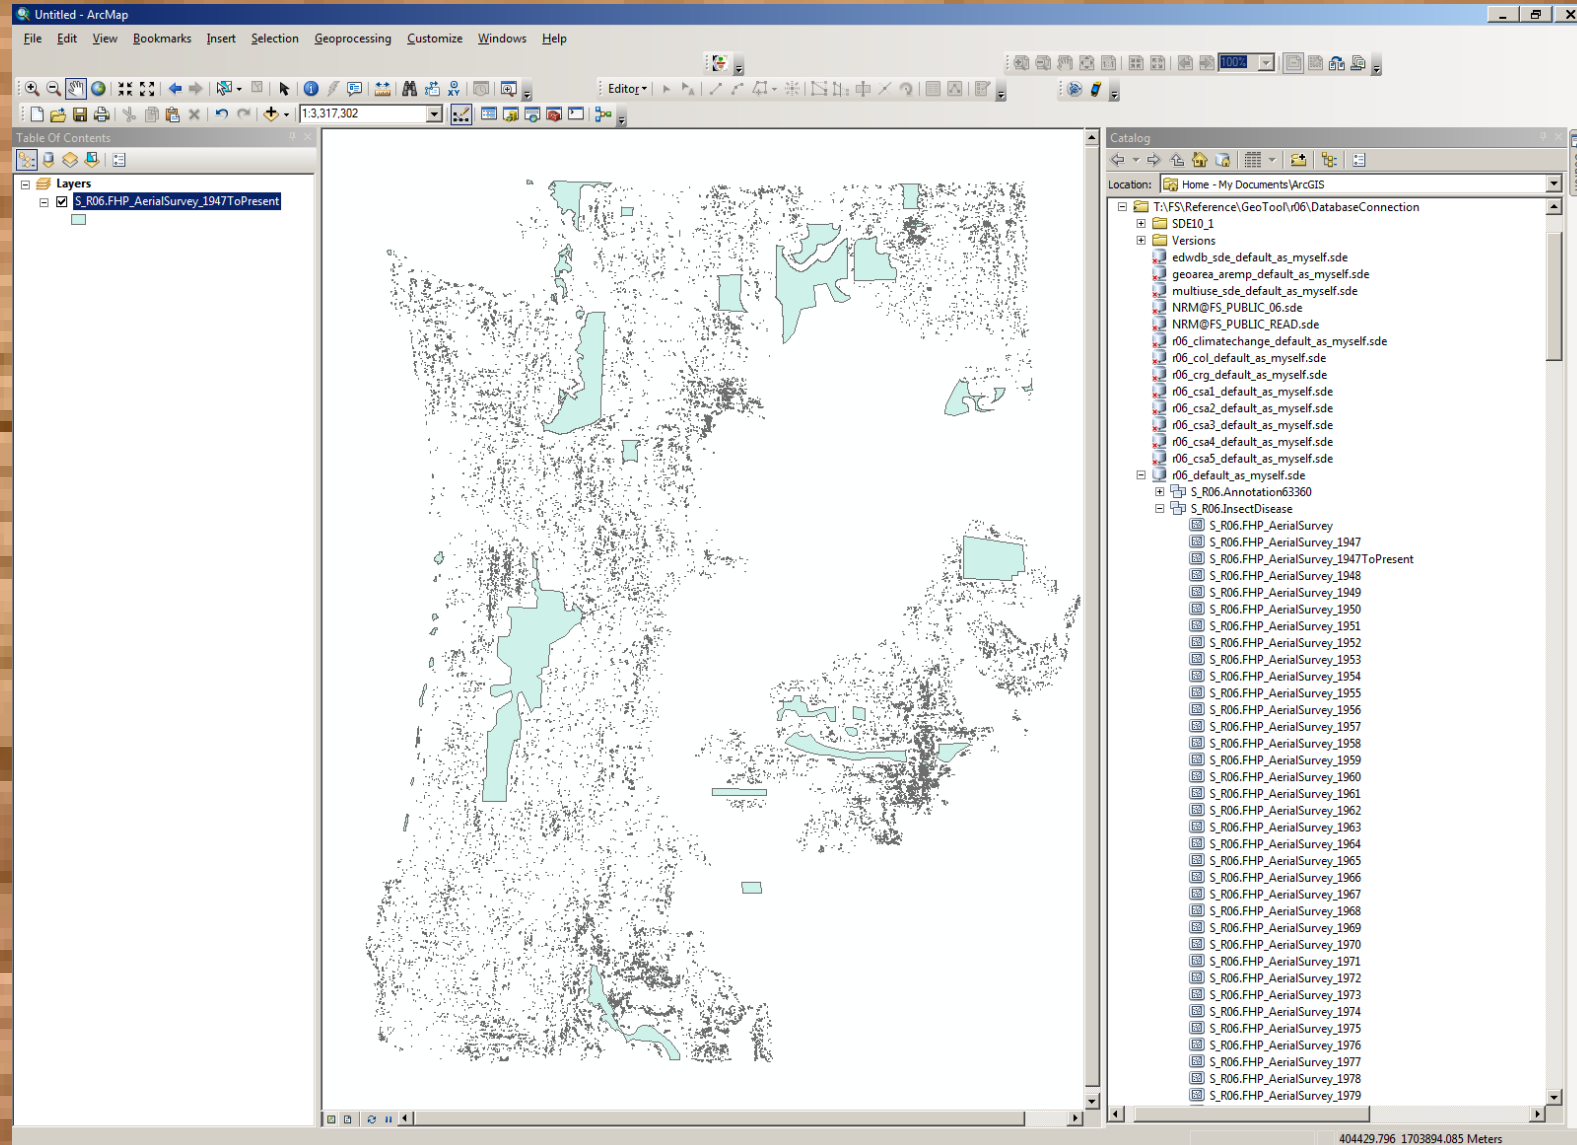 Untitled - ArcMap
File Edit View Bookmarks Insert Selection Geoprocessing Customize Windows Help
100%
Editor
1:3,317,302
Table Of Contents
Layers
S_R06.FHP_AerialSurvey_1947ToPresent
Catalog
Location: Home - My Documents\ArcGIS
T:\FS\Reference\GeoTool\r06\DatabaseConnection
SDE10_1
Versions
edwdb_sde_default_as_myself.sde
geoarea_aremp_default_as_myself.sde
multiuse_sde_default_as_myself.sde
NRM@FS_PUBLIC_06.sde
NRM@FS_PUBLIC_READ.sde
r06_climatechange_default_as_myself.sde
r06_col_default_as_myself.sde
r06_crg_default_as_myself.sde
r06_csa1_default_as_myself.sde
r06_csa2_default_as_myself.sde
r06_csa3_default_as_myself.sde
r06_csa4_default_as_myself.sde
r06_csa5_default_as_myself.sde
r06_default_as_myself.sde
S_R06.Annotation63360
S_R06.InsectDisease
S_R06.FHP_AerialSurvey
S_R06.FHP_AerialSurvey_1947
S_R06.FHP_AerialSurvey_1947ToPresent
S_R06.FHP_AerialSurvey_1948
S_R06.FHP_AerialSurvey_1949
S_R06.FHP_AerialSurvey_1950
S_R06.FHP_AerialSurvey_1951
S_R06.FHP_AerialSurvey_1952
S_R06.FHP_AerialSurvey_1953
S_R06.FHP_AerialSurvey_1954
S_R06.FHP_AerialSurvey_1955
S_R06.FHP_AerialSurvey_1956
S_R06.FHP_AerialSurvey_1957
S_R06.FHP_AerialSurvey_1958
S_R06.FHP_AerialSurvey_1959
S_R06.FHP_AerialSurvey_1960
S_R06.FHP_AerialSurvey_1961
S_R06.FHP_AerialSurvey_1962
S_R06.FHP_AerialSurvey_1963
S_R06.FHP_AerialSurvey_1964
S_R06.FHP_AerialSurvey_1965
S_R06.FHP_AerialSurvey_1966
S_R06.FHP_AerialSurvey_1967
S_R06.FHP_AerialSurvey_1968
S_R06.FHP_AerialSurvey_1969
S_R06.FHP_AerialSurvey_1970
S_R06.FHP_AerialSurvey_1971
S_R06.FHP_AerialSurvey_1972
S_R06.FHP_AerialSurvey_1973
S_R06.FHP_AerialSurvey_1974
S_R06.FHP_AerialSurvey_1975
S_R06.FHP_AerialSurvey_1976
S_R06.FHP_AerialSurvey_1977
S_R06.FHP_AerialSurvey_1978
S_R06.FHP_AerialSurvey_1979
404429.796 1703894.085 Meters